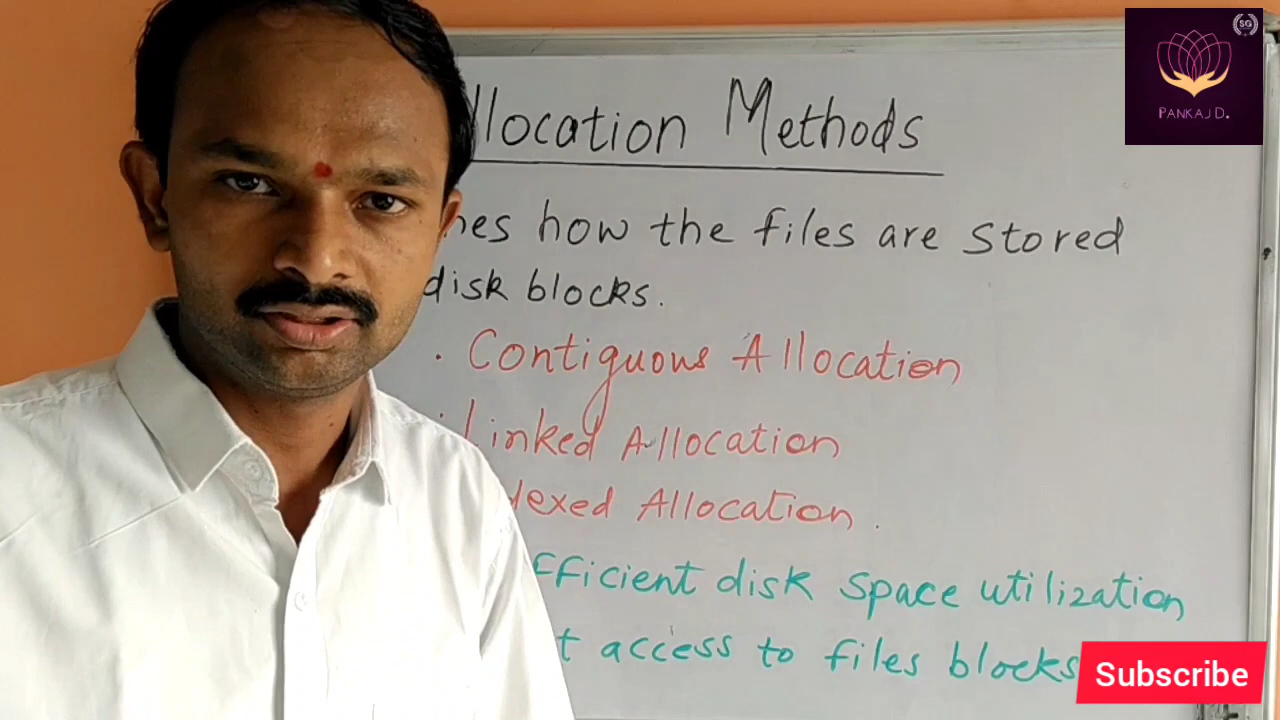 SG
PANKAJ D.
llocation Methods
nes how the files are stored
disk blocks.
. Contiguous Allocation
. Linked Allocation
dexed Allocation.
fficient disk space utilization
t access to files blocks
Subscribe